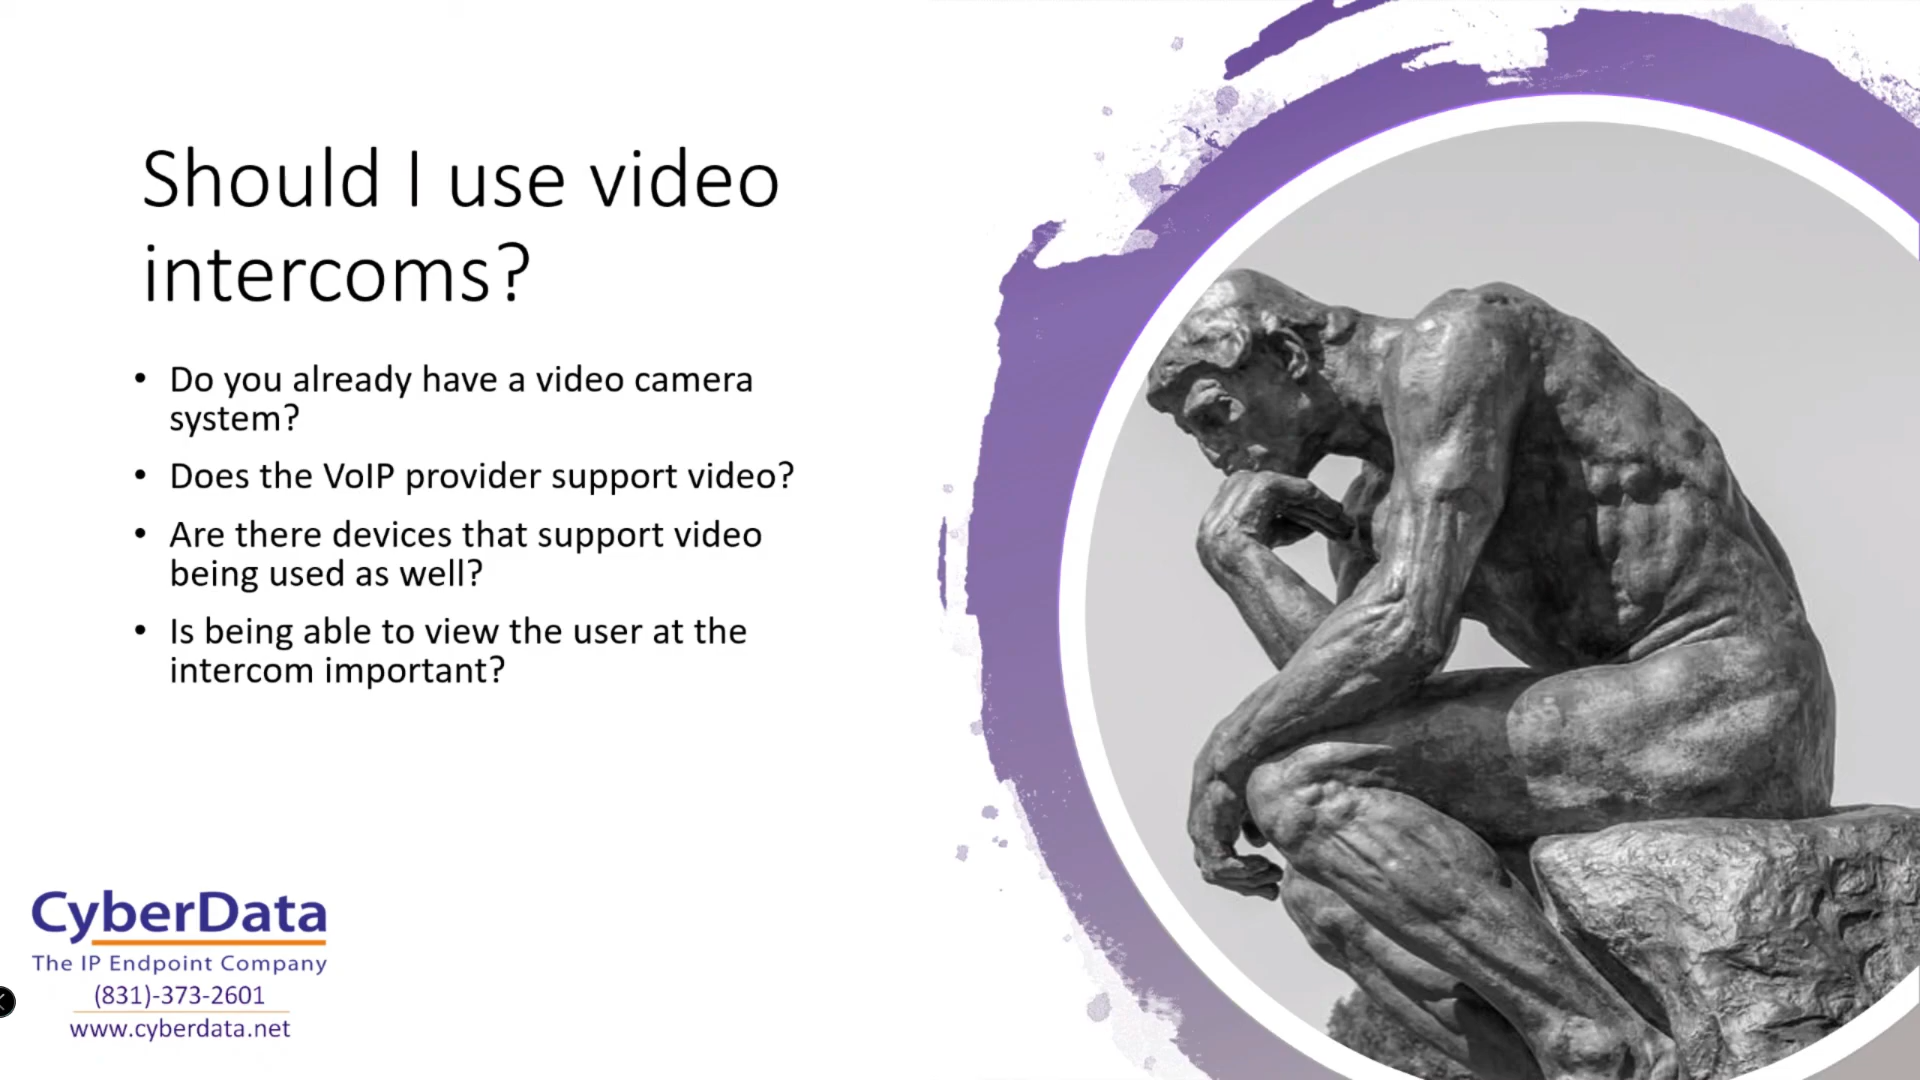 Should I use video
intercoms?
• Do you already have a video camera
system?
• Does the VoIP provider support video?
• Are there devices that support video
being used as well?
• Is being able to view the user at the
intercom important?
CyberData
The IP Endpoint Company
(831)-373-2601
www.cyberdata.net